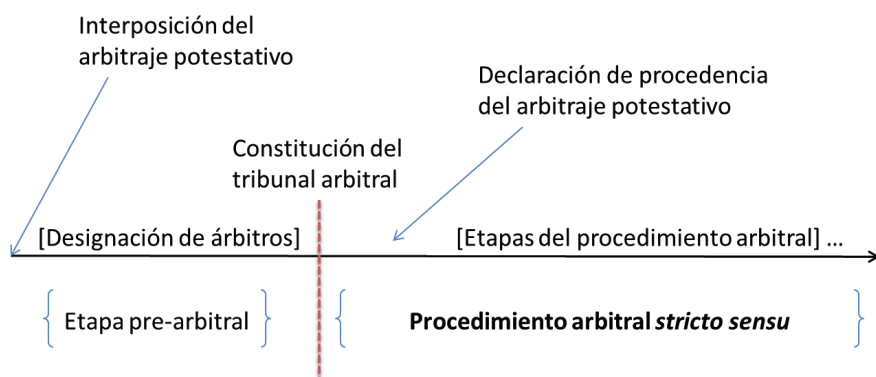 Interposición del
arbitraje potestativo
Declaración de procedencia
del arbitraje potestativo
Constitución del
tribunal arbitral
[Designación de árbitros]
[Etapas del procedimiento arbitral] ...
Etapa pre-arbitral
Procedimiento arbitral stricto sensu